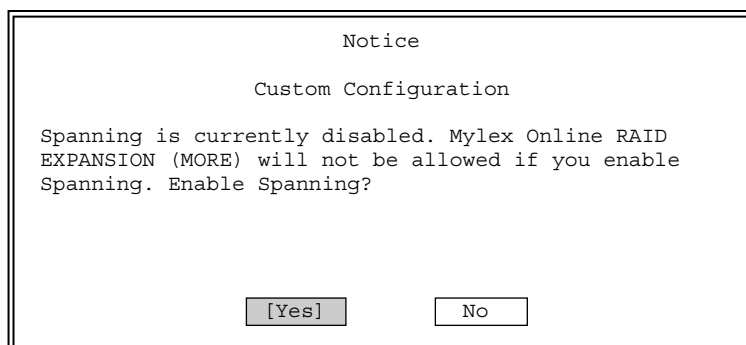 Notice
Custom Configuration
Spanning is currently disabled. Mylex Online RAID
EXPANSION (MORE) will not be allowed if you enable
Spanning. Enable Spanning?
[Yes]
No